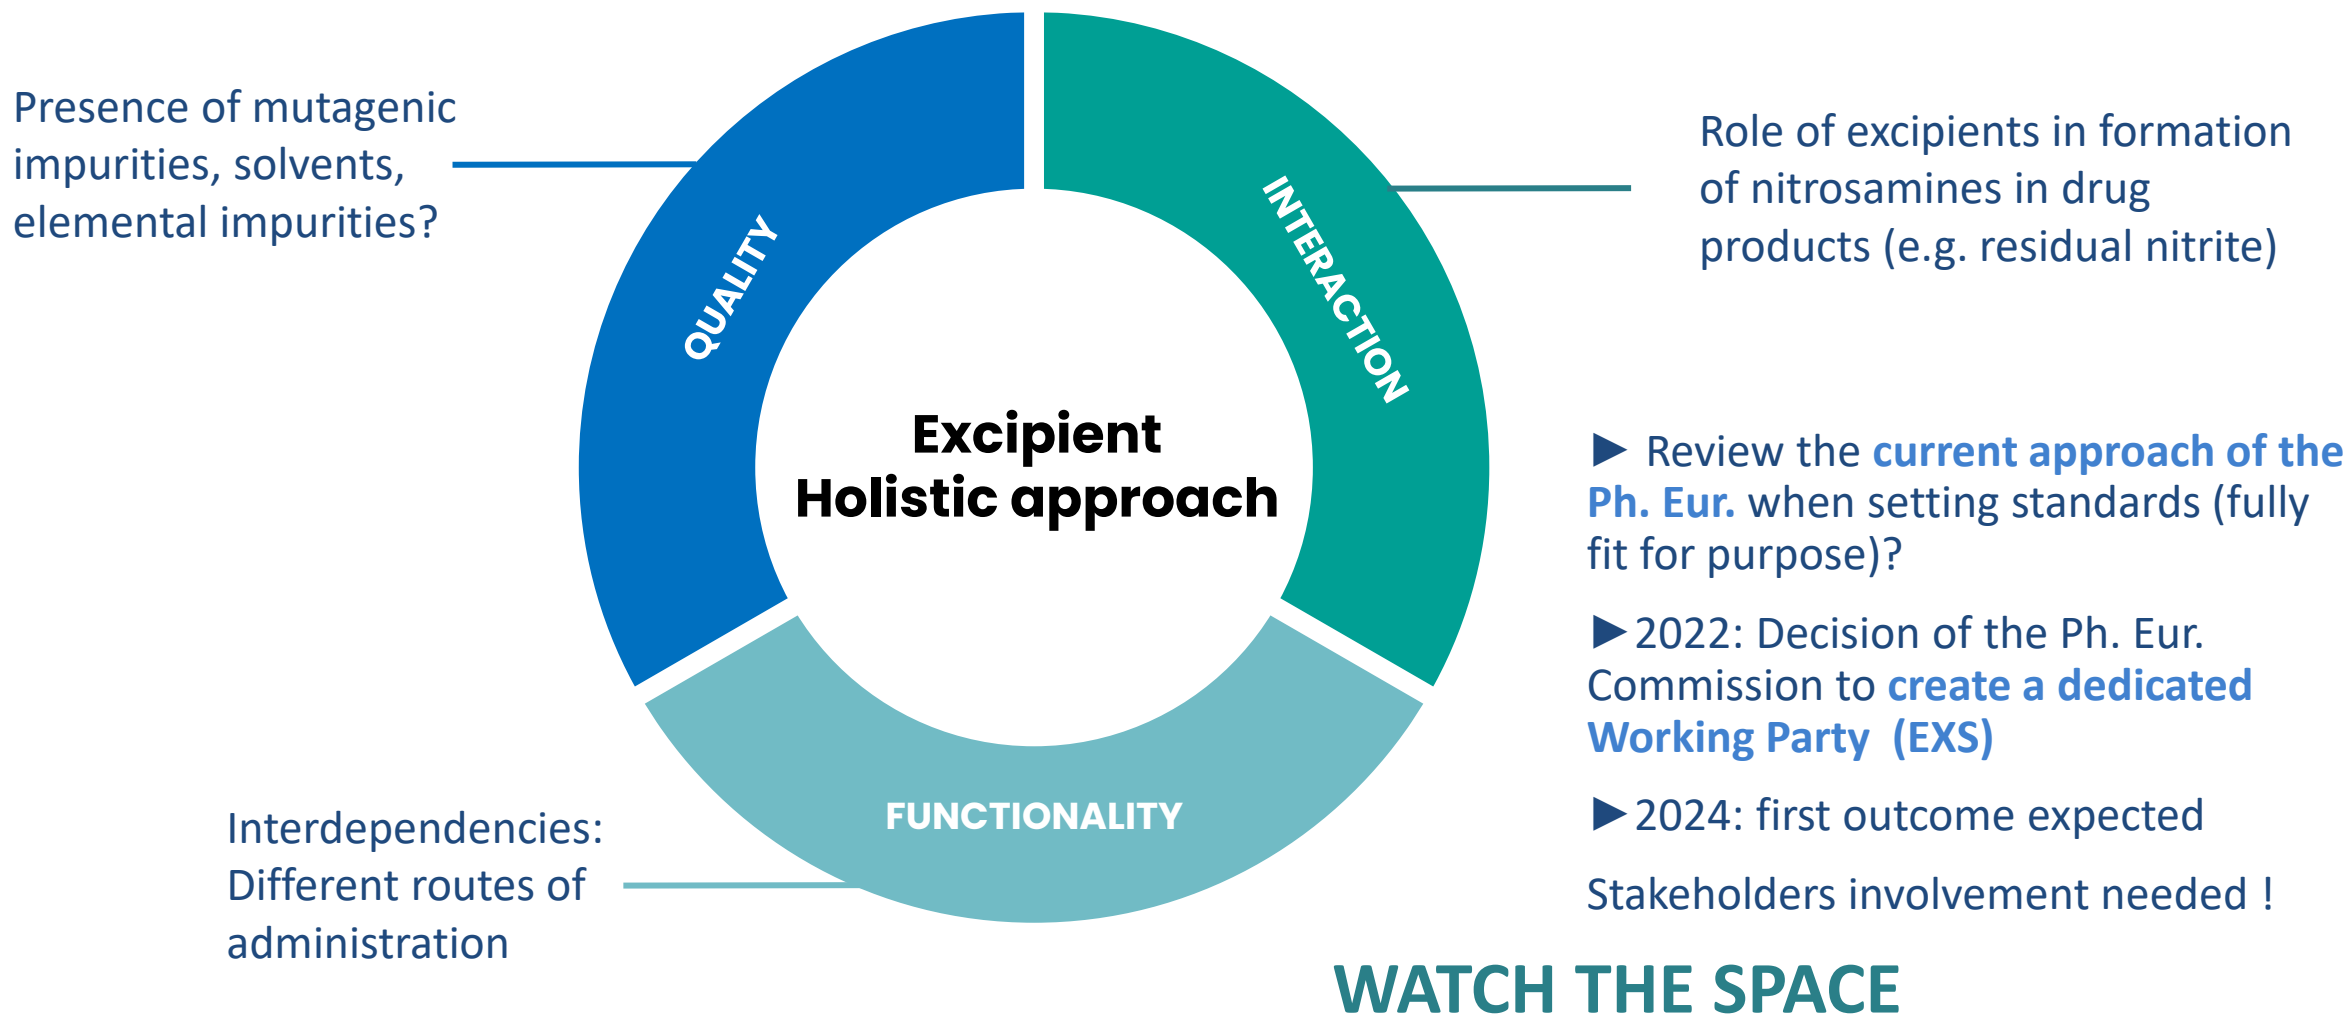 Presence of mutagenic
impurities, solvents,
elemental impurities?
QUALITY
INTERACTION
Role of excipients in formation
of nitrosamines in drug
products (e.g. residual nitrite)
Excipient
Holistic approach
FUNCTIONALITY
Interdependencies:
Different routes of
administration
► Review the current approach of the
Ph. Eur. when setting standards (fully
fit for purpose)?
►2022: Decision of the Ph. Eur.
Commission to create a dedicated
Working Party (EXS)
►2024: first outcome expected
Stakeholders involvement needed !
WATCH THE SPACE